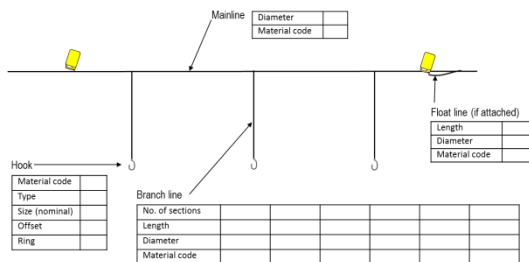 Mainline
Diameter
Material code
Float line (if attached)
Length
Diameter
Material code
Hook
Material code
Type
Size (nominal)
Offset
Ring
Branch line
No. of sections
Length
Diameter
Material code